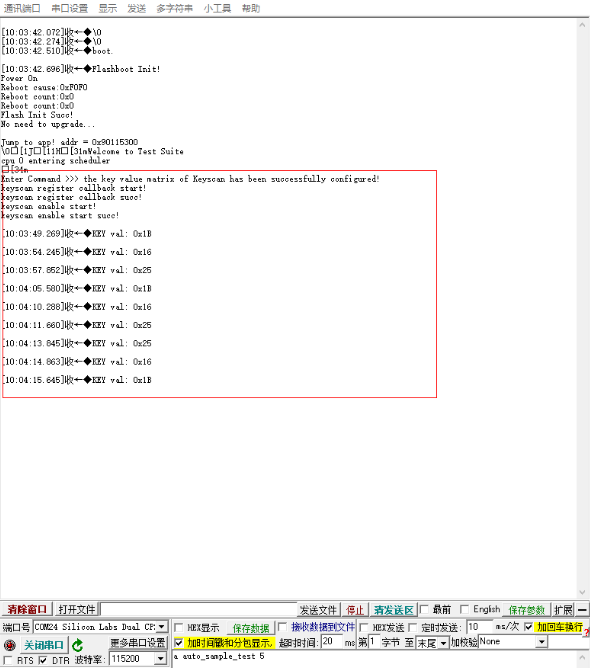 通讯端口 串口设置 显示 发送 多字符串 小工具 帮助
[10:03:42.072]收←◆\0
[10:03:42.274]收←◆\0
[10:03:42.510]收←◆boot.
[10:03:42.696]收←◆Flashboot Init!
Power On
Reboot cause:0xF0F0
Reboot count:0x0
Reboot count:0x0
Flash Init Succ!
No need to upgrade...
Jump to app! addr = 0x90115300
\0□[1J□[11H□[31mWelcome to Test Suite
cpu 0 entering scheduler
□[34m
Enter Command >>> the key value matrix of Keyscan has been successfully configured!
keyscan register callback start!
keyscan register callback succ!
keyscan enable start!
keyscan enable start succ!
[10:03:49.269]收←◆KEY val: 0x1B
[10:03:54.245]收←◆KEY val: 0x16
[10:03:57.852]收←◆KEY val: 0x25
[10:04:05.580]收←◆KEY val: 0x1B
[10:04:10.288]收←◆KEY val: 0x16
[10:04:11.660]收←◆KEY val: 0x25
[10:04:13.845]收←◆KEY val: 0x25
[10:04:14.863]收←◆KEY val: 0x16
[10:04:15.645]收←◆KEY val: 0x1B
清除窗口 打开文件 发送文件 停止 清发送区 最前 English 保存参数 扩展 —
端口号 COM24 Silicon Labs Dual CP HEX显示 保存数据 接收数据到文件 HEX发送 定时发送: 10 ms/次 加回车换行
关闭串口 更多串口设置 加时间戳和分包显示, 超时时间: 20 ms 第1 字节 至 末尾 加校验 None
RTS DTR 波特率: 115200 a auto_sample_test 5